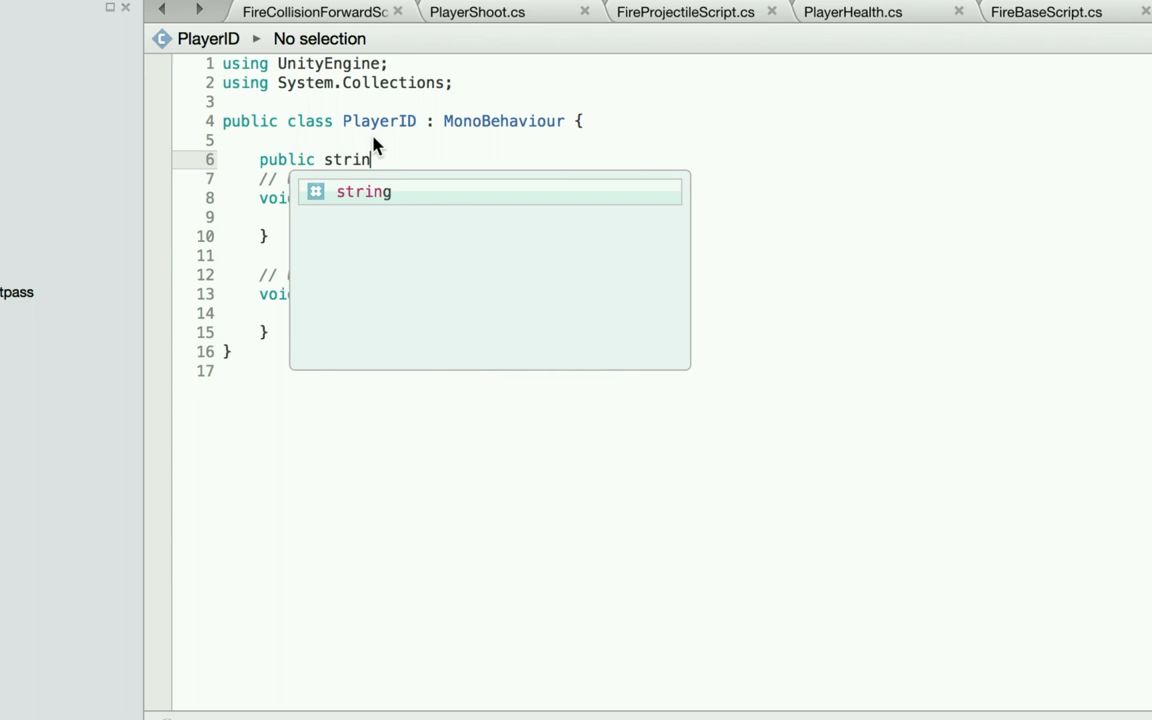 FireCollisionForwardSc PlayerShoot.cs FireProjectileScript.cs PlayerHealth.cs FireBaseScript.cs
PlayerID No selection
1 using UnityEngine;
2 using System.Collections;
3
4 public class PlayerID : MonoBehaviour {
5
6 public strin
7 //
string
8 voi
9
10 }
11
12 //
tpass
13 voi
14
15 }
16 }
17